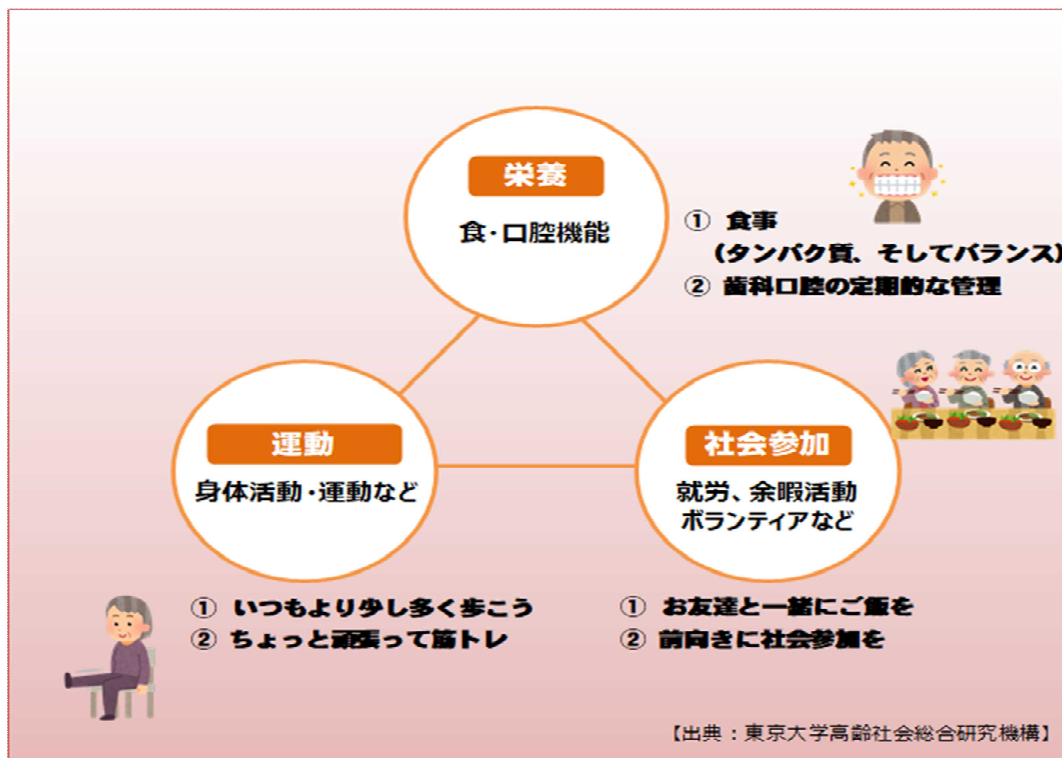 栄養
食・口腔機能
① 食事
（タンパク質、そしてバランス）
② 歯科口腔の定期的な管理
運動
身体活動・運動など
① いつもより少し多く歩こう
② ちょっと頑張って筋トレ
社会参加
就労、余暇活動
ボランティアなど
① お友達と一緒にご飯を
② 前向きに社会参加を
【出典：東京大学高齢社会総合研究機構】